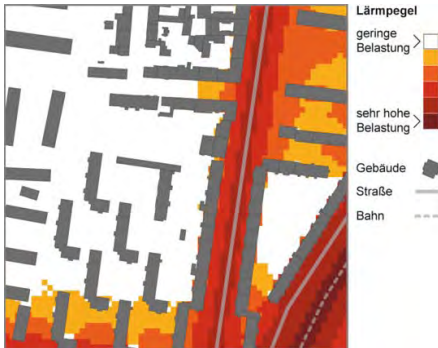 Lärmpegel
geringe
Belastung
sehr hohe
Belastung
Gebäude
Straße
Bahn